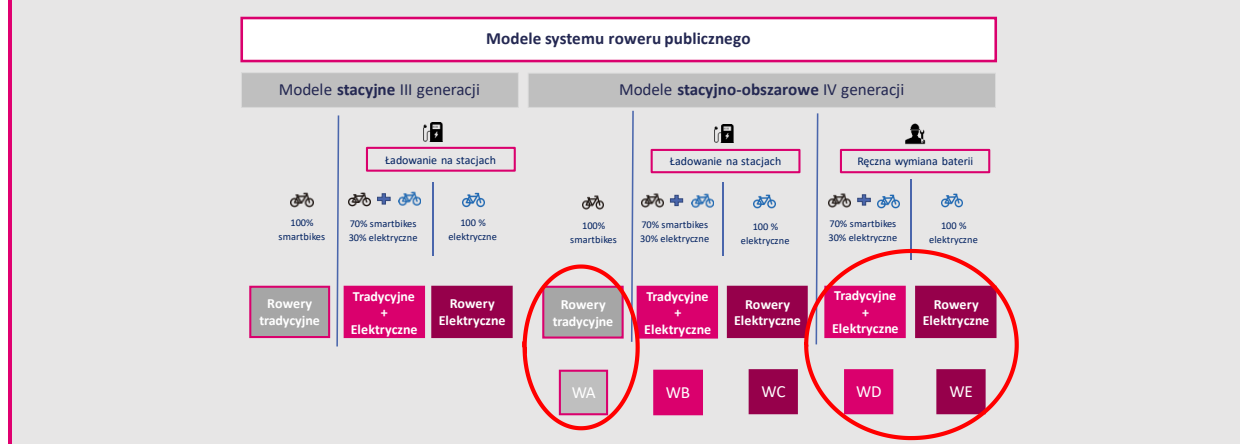 Modele systemu roweru publicznego
Modele stacyjne III generacji
Modele stacyjno-obszarowe IV generacji
Ładowanie na stacjach
Ładowanie na stacjach
Ręczna wymiana baterii
100%
smartbikes
70% smartbikes
30% elektryczne
100 %
elektryczne
100%
smartbikes
70% smartbikes
30% elektryczne
100 %
elektryczne
70% smartbikes
30% elektryczne
100 %
elektryczne
Rowery
tradycyjne
Tradycyjne
+
Elektryczne
Rowery
Elektryczne
Rowery
tradycyjne
Tradycyjne
+
Elektryczne
Rowery
Elektryczne
Tradycyjne
+
Elektryczne
Rowery
Elektryczne
WA
WB
WC
WD
WE